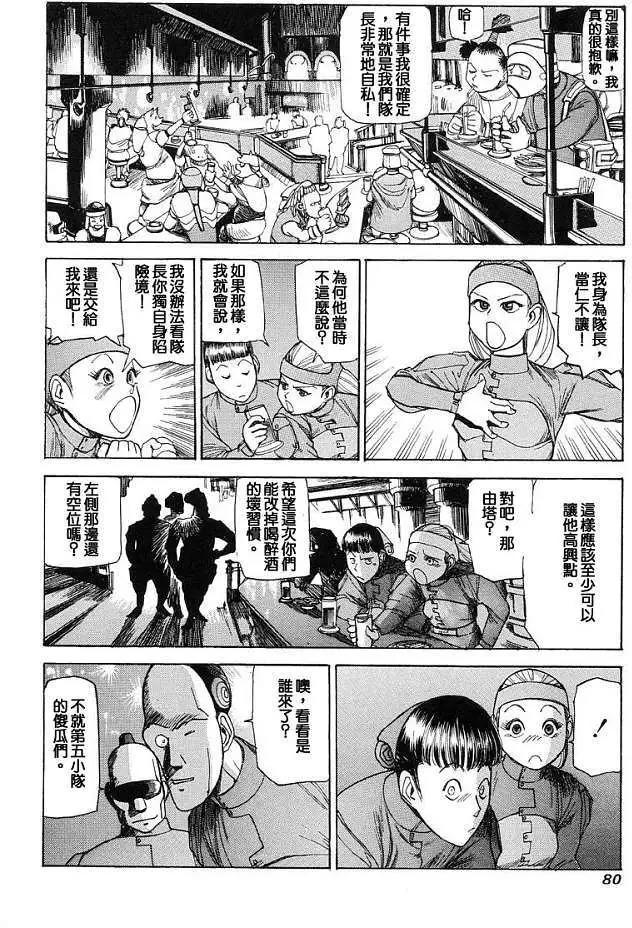 別這樣嘛，我
真的很抱歉。
哈！
有件事我很確定
，那就是我們隊
長非常地自私！
我身為隊長，
當仁不讓！
為何他當時
不這麼說？
如果那樣，
我就會說，
我沒辦法看隊
長你獨自身陷
險境！
還是交給
我來吧！
這樣應該至少可以
讓他高興點。
對吧，那
由塔？
希望這次你們
能改掉喝醉酒
的壞習慣。
左側那邊還
有空位嗎？
！
噢，看看是
誰來了？
不就第五小隊
的傻瓜們。
80